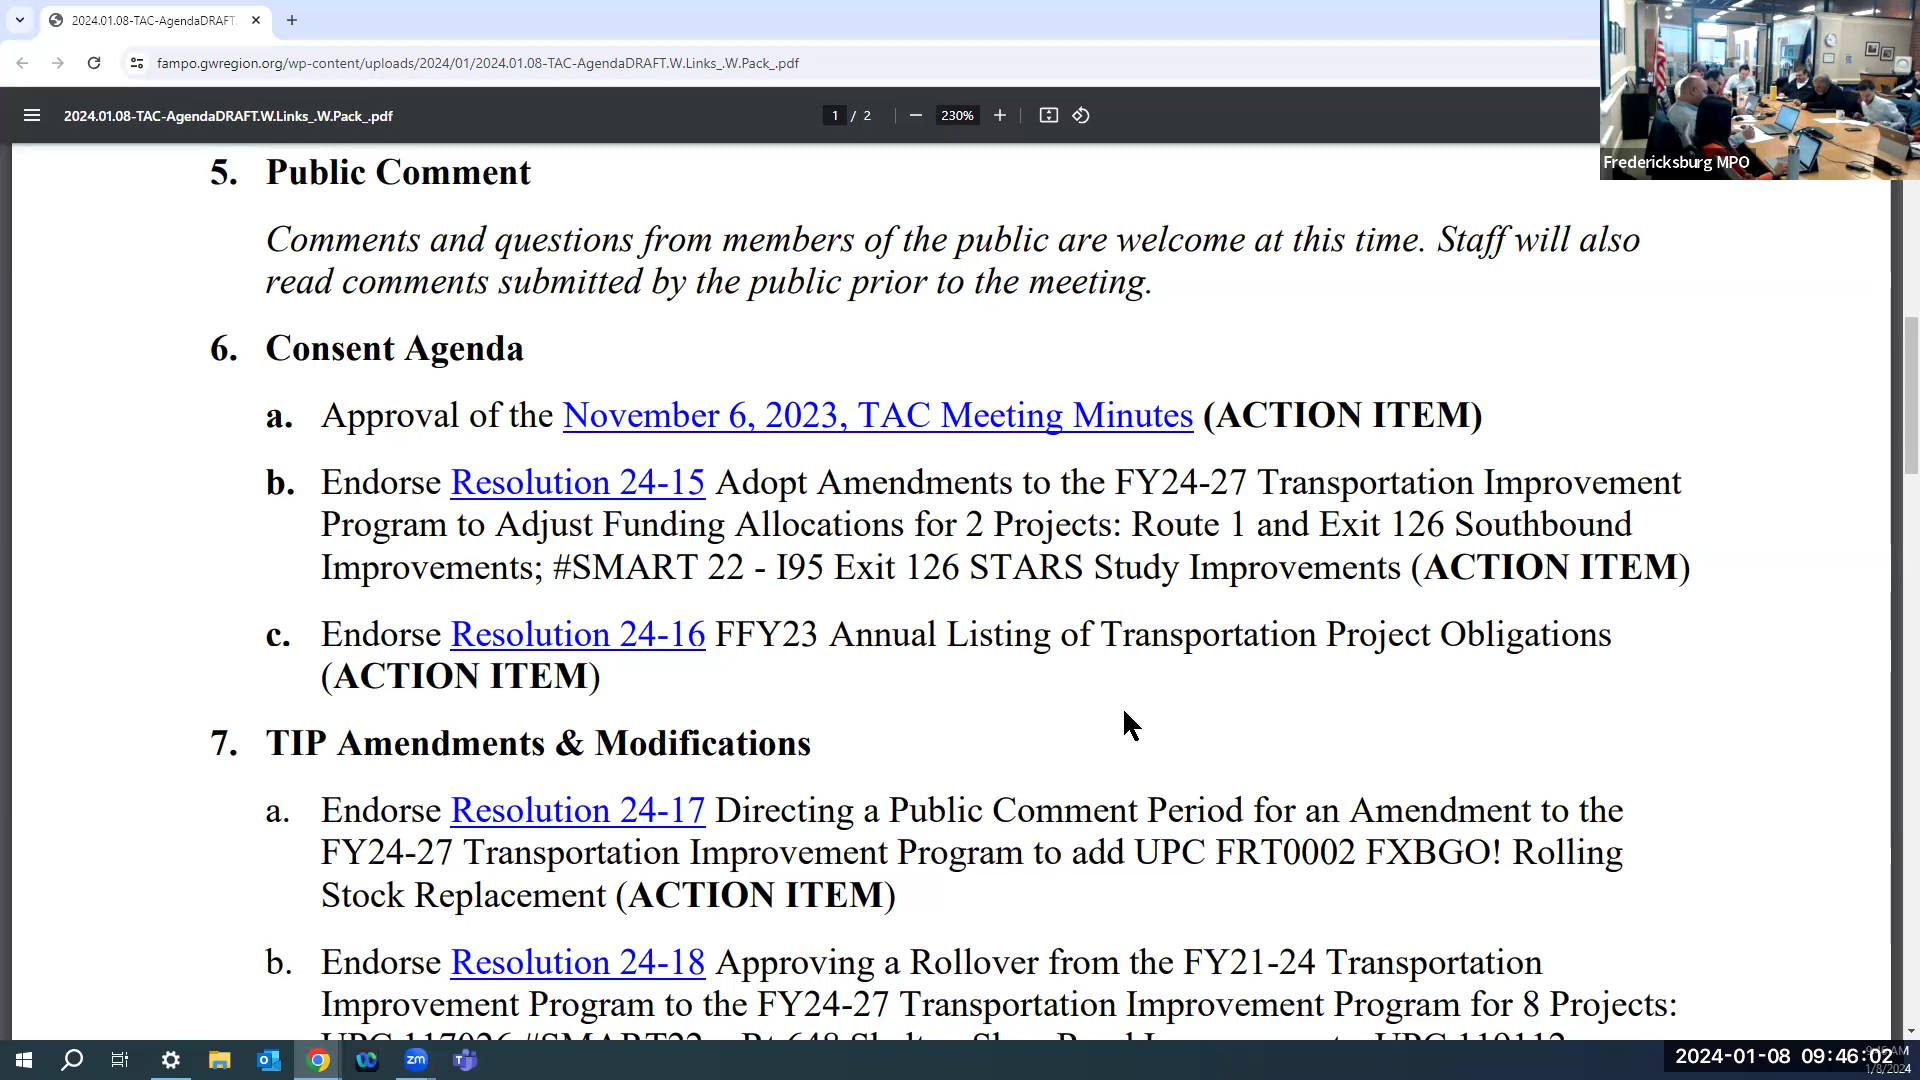 2024.01.08-TAC-AgendaDRAFT.
fampo.gwregion.org/wp-content/uploads/2024/01/2024.01.08-TAC-AgendaDRAFT.W.Links_.W.Pack_.pdf
2024.01.08-TAC-AgendaDRAFT.W.Links_.W.Pack_.pdf
1 / 2
230%
Fredericksburg MPO
5. Public Comment
Comments and questions from members of the public are welcome at this time. Staff will also
read comments submitted by the public prior to the meeting.
6. Consent Agenda
a. Approval of the November 6, 2023, TAC Meeting Minutes (ACTION ITEM)
b. Endorse Resolution 24-15 Adopt Amendments to the FY24-27 Transportation Improvement
Program to Adjust Funding Allocations for 2 Projects: Route 1 and Exit 126 Southbound
Improvements; #SMART 22 - I95 Exit 126 STARS Study Improvements (ACTION ITEM)
c. Endorse Resolution 24-16 FFY23 Annual Listing of Transportation Project Obligations
(ACTION ITEM)
7. TIP Amendments & Modifications
a. Endorse Resolution 24-17 Directing a Public Comment Period for an Amendment to the
FY24-27 Transportation Improvement Program to add UPC FRT0002 FXBGO! Rolling
Stock Replacement (ACTION ITEM)
b. Endorse Resolution 24-18 Approving a Rollover from the FY21-24 Transportation
Improvement Program to the FY24-27 Transportation Improvement Program for 8 Projects:
zm
2024-01-08 09:46:02
1/8/2024